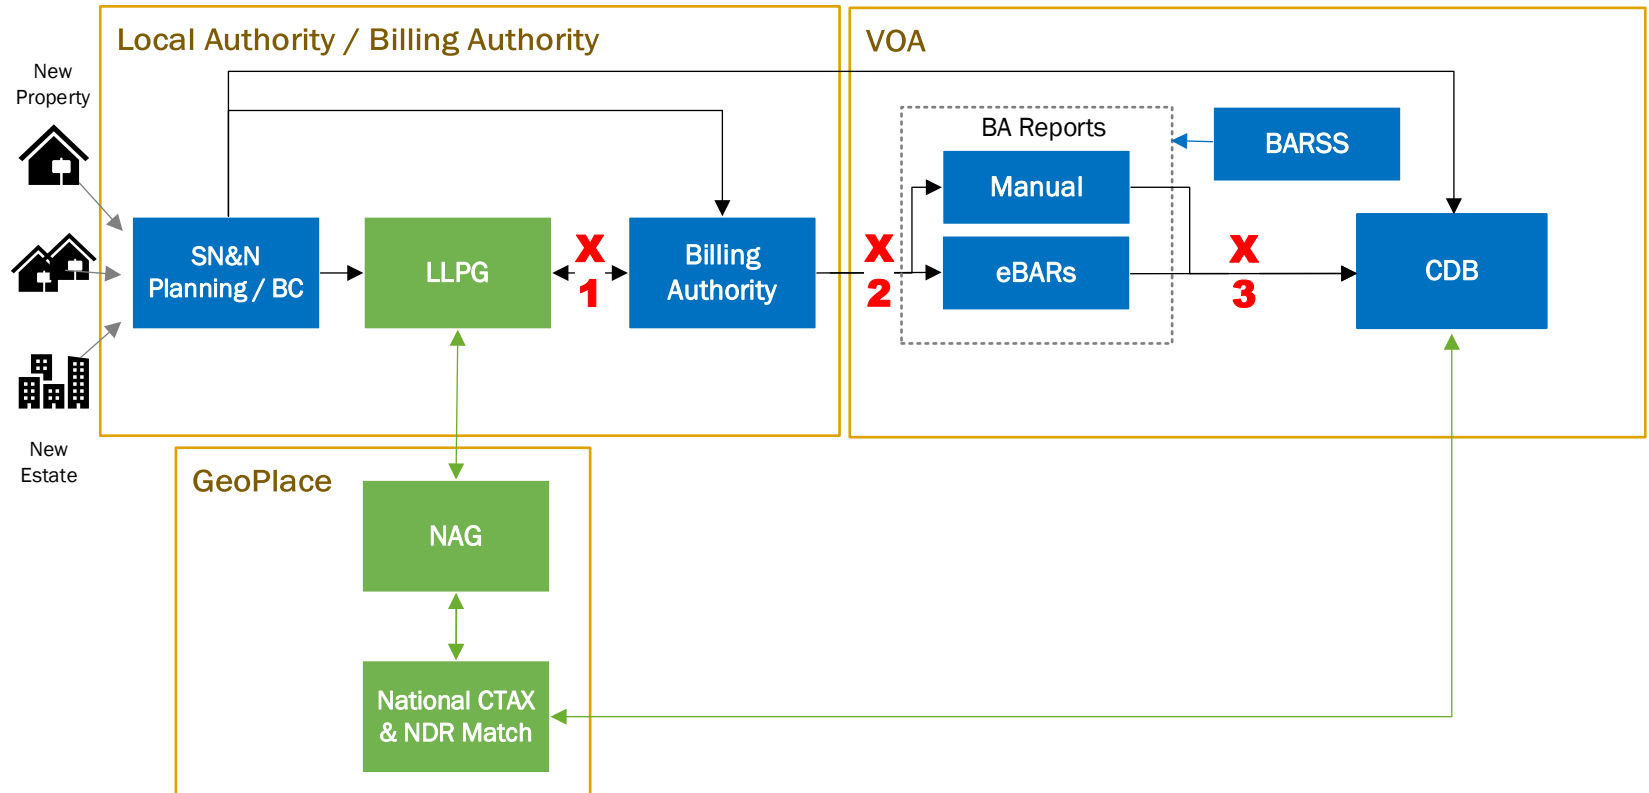 Local Authority / Billing Authority
VOA
New
Property
BA Reports
BARSS
Manual
SN&N
Planning / BC
LLPG
X
1
Billing
Authority
X
2
eBARs
X
3
CDB
New
Estate
GeoPlace
NAG
National CTAX
& NDR Match